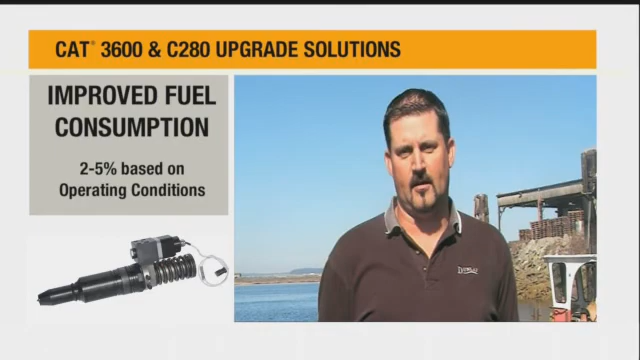 CAT® 3600 & C280 UPGRADE SOLUTIONS
IMPROVED FUEL
CONSUMPTION
2-5% based on
Operating Conditions